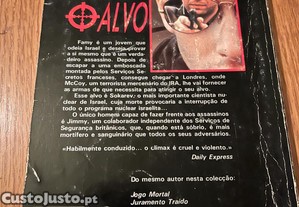 ALVO
Famy é um jovem que
odeia Israel e deseja provar
a si mesmo que é um verda-
deiro assassino. Depois de
escapar a uma emboscada
montada pelos Serviços Se-
cretos franceses, consegue chegar a Londres, onde
McCoy, um terrorista mercenário do IRA, lhe vai fornecer
as armas de que necessita para atingir o seu alvo.
Esse alvo é Sokarev, o mais importante cientista nu-
clear de Israel, cuja morte provocaria a interrupção de
todo o programa nuclear israelita...
O único homem capaz de fazer frente aos assassinos
é Jimmy, um colaborador independente dos Serviços de
Segurança britânicos, que, quando está sóbrio, é mais
mortífero e sanguinário que todos os seus adversários.
«Habilmente conduzido... o climax é cruel e violento.»
Daily Express
Do mesmo autor nesta colecção:
Jogo Mortal
Juramento Traído
CustoJusto.pt